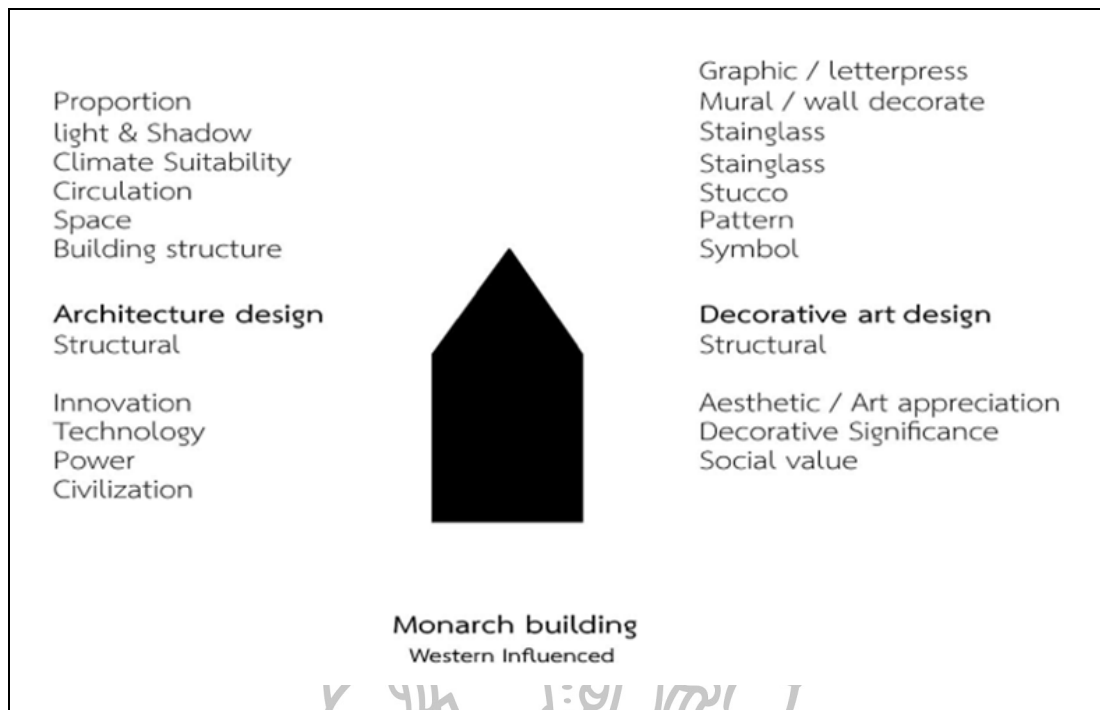 Proportion
light & Shadow
Climate Suitability
Circulation
Space
Building structure
Architecture design
Structural
Innovation
Technology
Power
Civilization
Graphic / letterpress
Mural / wall decorate
Stainglass
Stainglass
Stucco
Pattern
Symbol
Decorative art design
Structural
Aesthetic / Art appreciation
Decorative Significance
Social value
Monarch building
Western Influenced